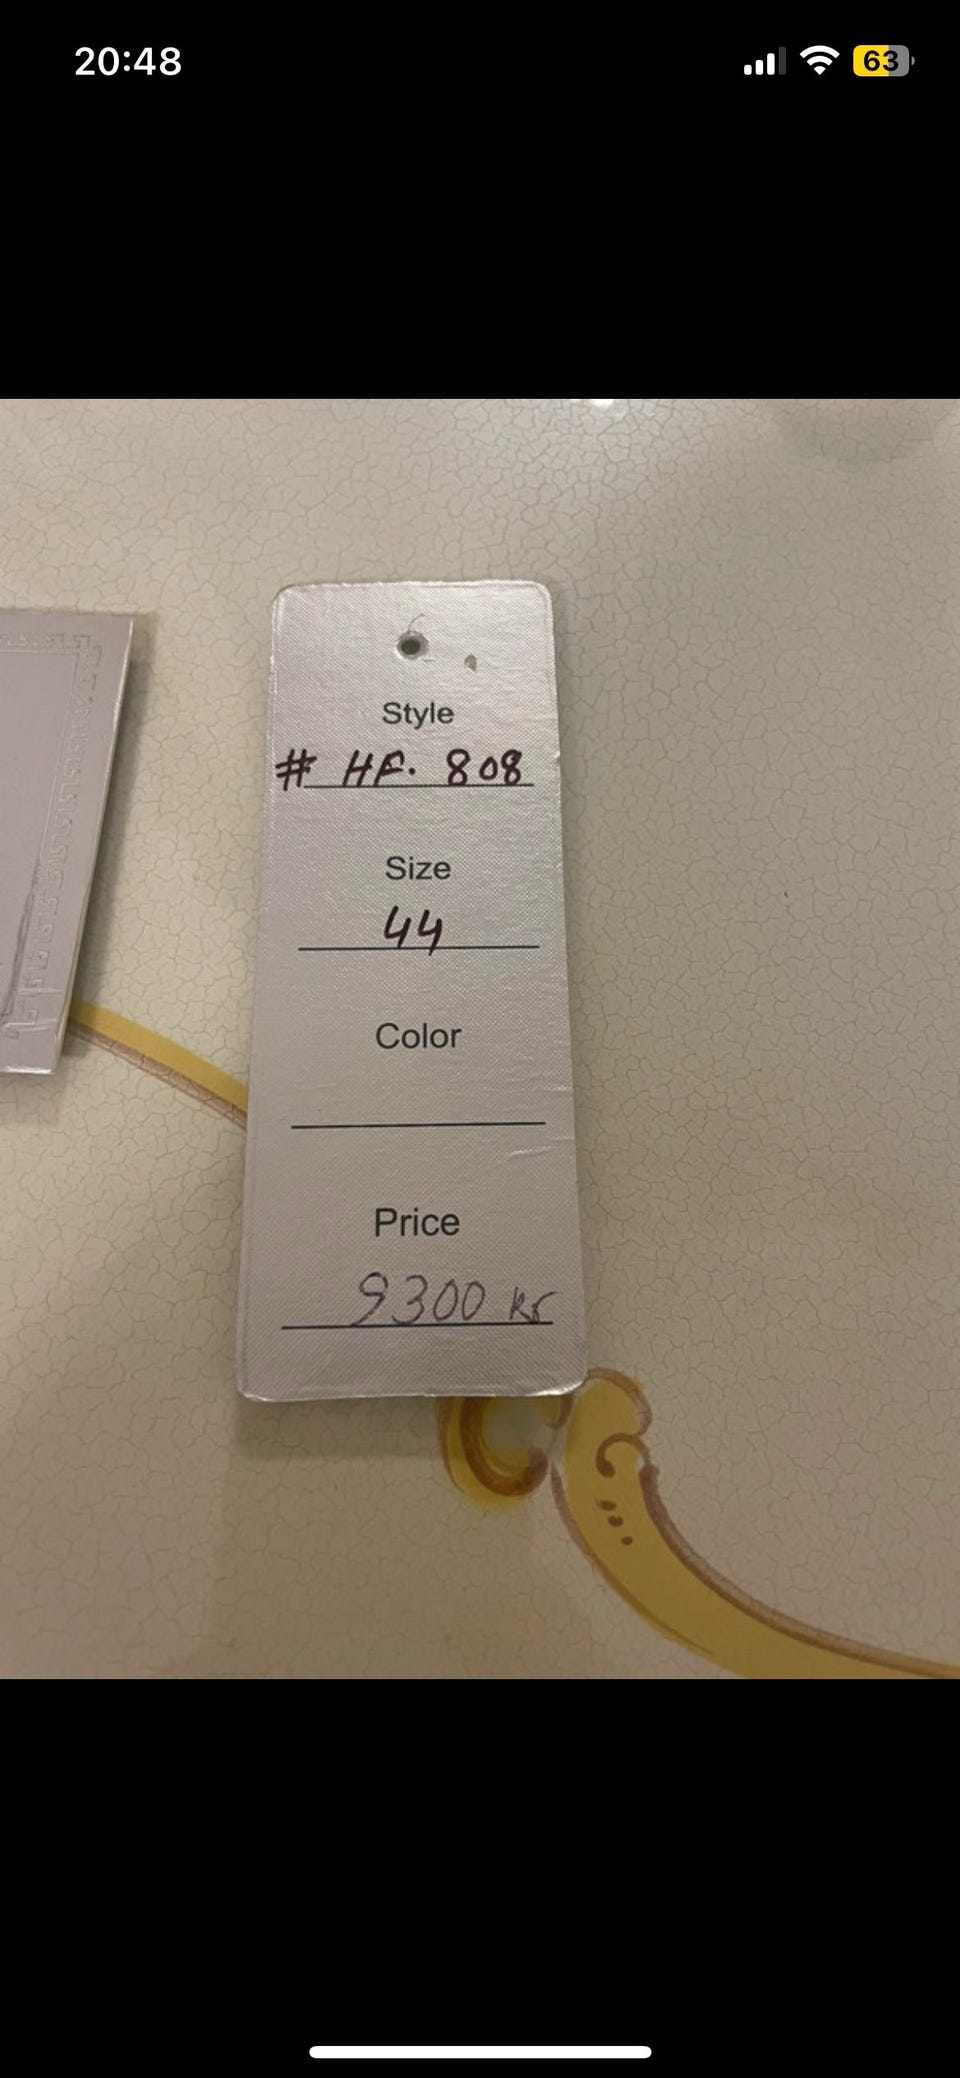 20:48
63
Style
# HF. 808
Size
44
Color
Price
9300 kr